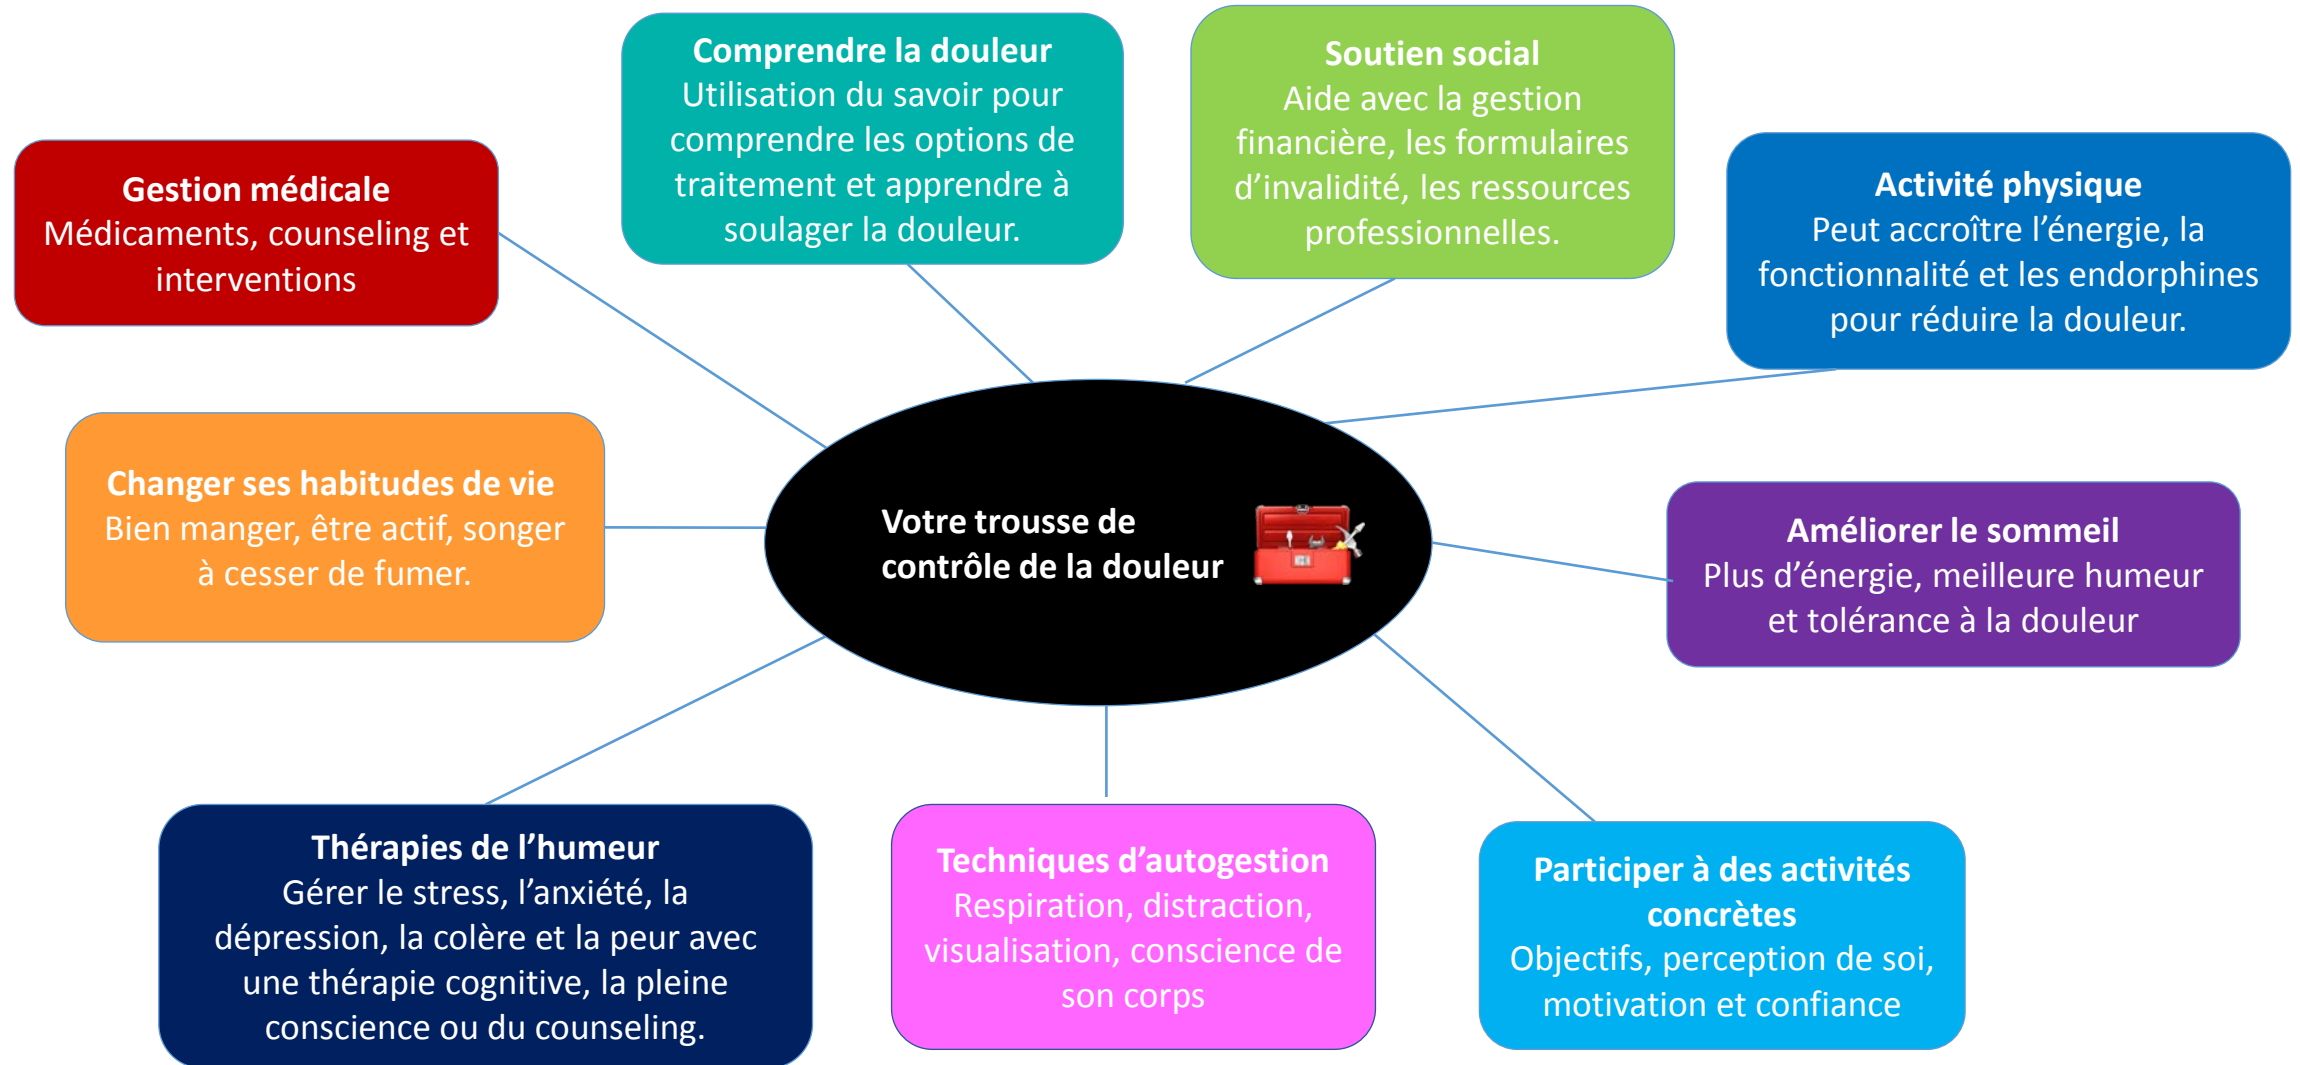 Comprendre la douleur
Utilisation du savoir pour
comprendre les options de
traitement et apprendre à
soulager la douleur.
Soutien social
Aide avec la gestion
financière, les formulaires
d’invalidité, les ressources
professionnelles.
Gestion médicale
Médicaments, counseling et
interventions
Activité physique
Peut accroître l’énergie, la
fonctionnalité et les endorphines
pour réduire la douleur.
Changer ses habitudes de vie
Bien manger, être actif, songer
à cesser de fumer.
Votre trousse de
contrôle de la douleur
Améliorer le sommeil
Plus d’énergie, meilleure humeur
et tolérance à la douleur
Thérapies de l’humeur
Gérer le stress, l’anxiété, la
dépression, la colère et la peur avec
une thérapie cognitive, la pleine
conscience ou du counseling.
Techniques d’autogestion
Respiration, distraction,
visualisation, conscience de
son corps
Participer à des activités
concrètes
Objectifs, perception de soi,
motivation et confiance